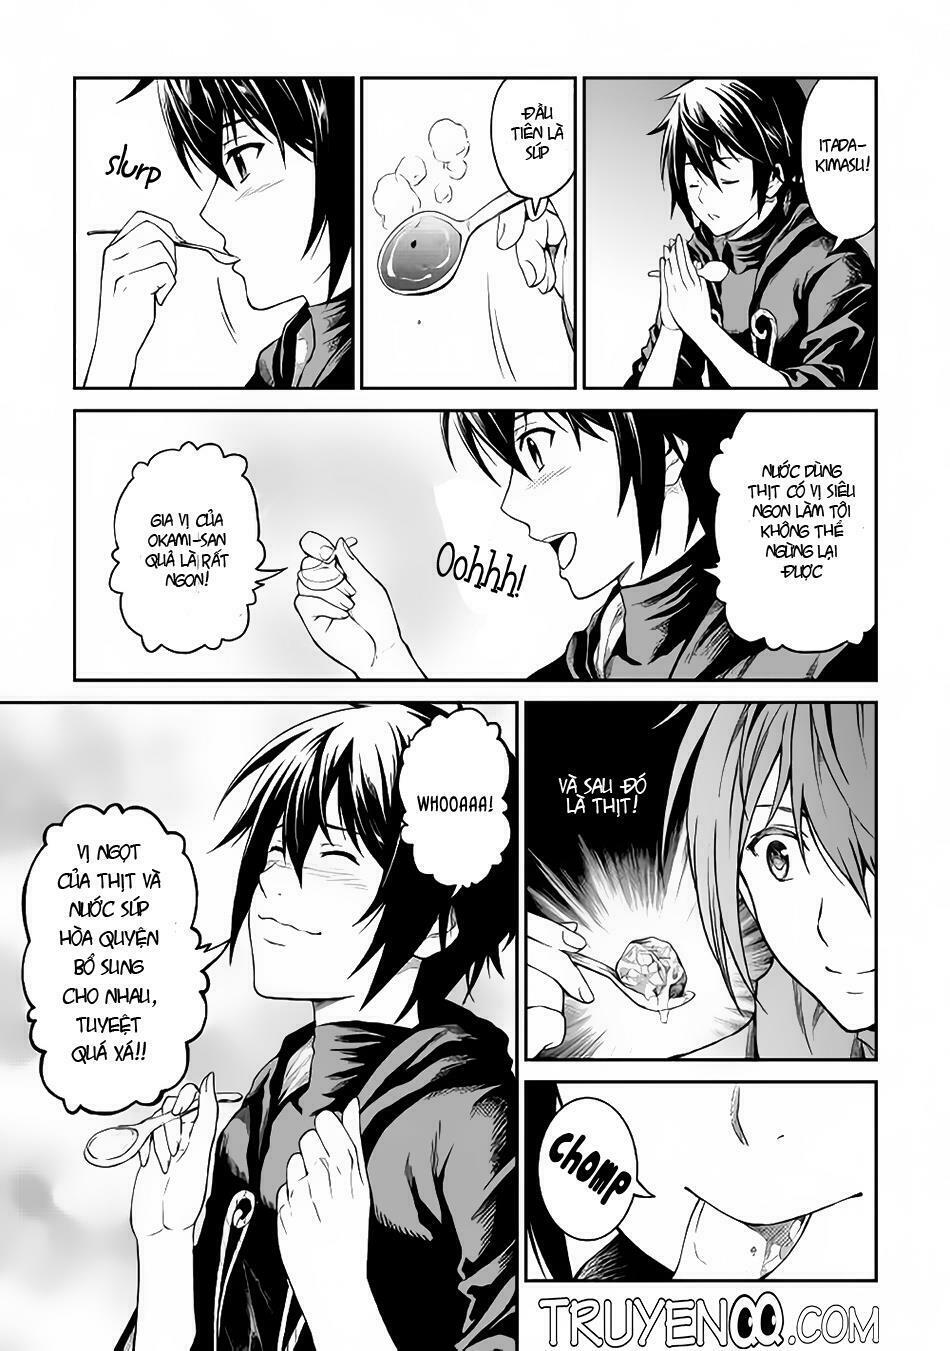 ITADA-
KIMASU!
ĐẦU
TIÊN LÀ
SÚP
slurp
NƯỚC DÙNG
THỊT CÓ VỊ SIÊU
NGON LÀM TÔI
KHÔNG THỂ
NGỪNG LẠI
ĐƯỢC
Oohhh!
GIA VỊ CỦA
OKAMI-SAN
QUẢ LÀ RẤT
NGON!
VÀ SAU ĐÓ
LÀ THỊT!
CHOMP
WHOOAAA!
VỊ NGỌT
CỦA THỊT VÀ
NƯỚC SÚP
HÒA QUYỆN
BỔ SUNG
CHO NHAU,
TUYEỆT
QUÁ XÁ!!
TRUYENQQ.COM